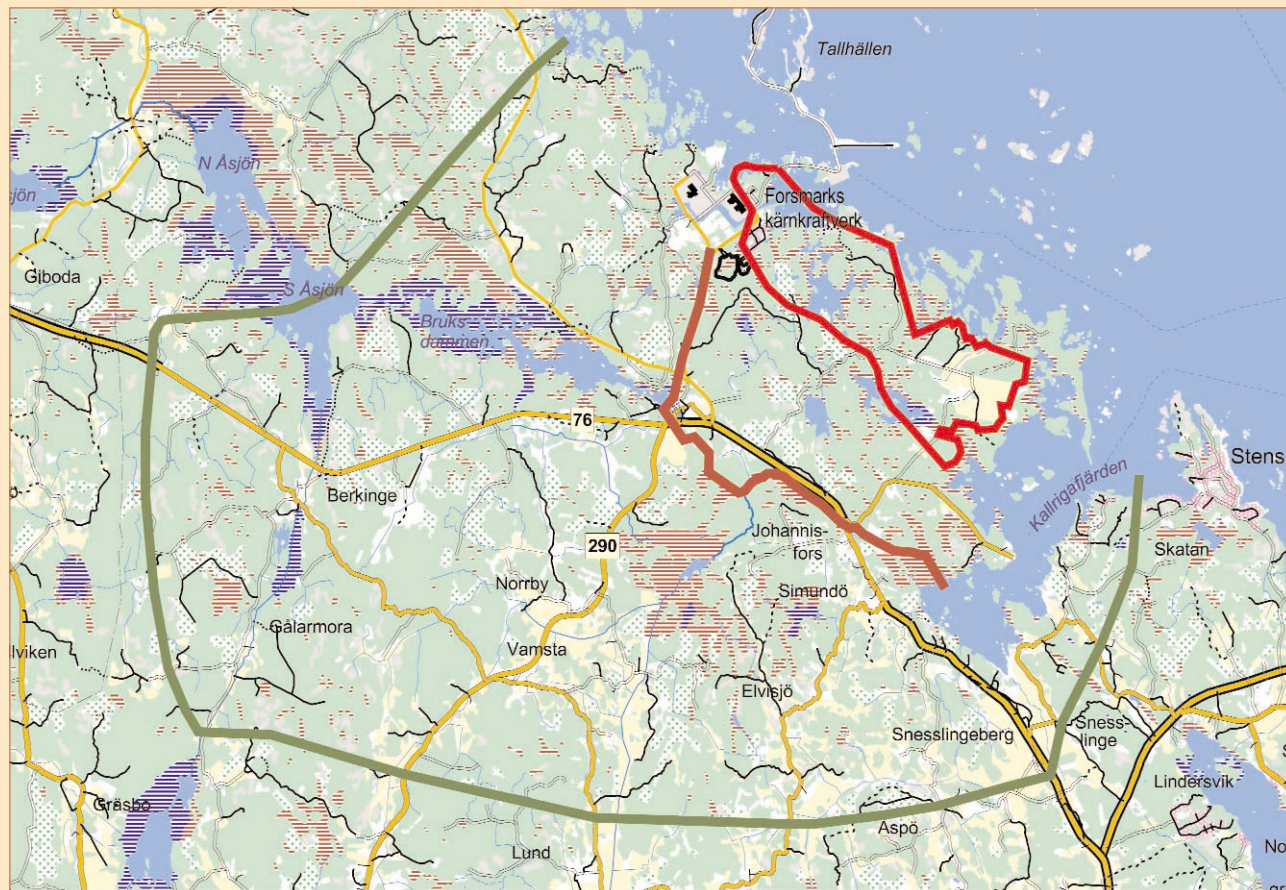 Tallhällen
N Åsjön
sjön
Forsmarks
kärnkraftverk
Giboda
S Åsjön
Bruks-
dammen
76
Stens
Kallrigafjärden
Berkinge
290
Johannis-
fors
Skatan
Norrby
Simundö
Gålarmora
lviken
Vamsta
Elvisjö
Snesslingeberg
Sness-
linge
Lindersvik
Gräsbo
Aspö
Lund
No